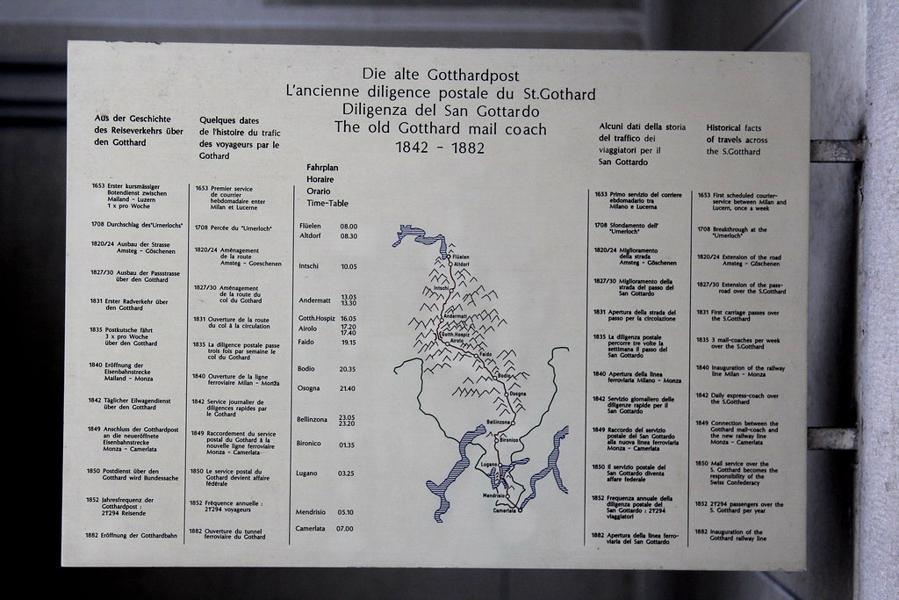 Die alte Gotthardpost
L'ancienne diligence postale du St.Gothard
Diligenza del San Gottardo
The old Gotthard mail coach
1842 - 1882
Aus der Geschichte
des Reiseverkehrs über
den Gotthard
1653 Erster kursmässiger
Botendienst zwischen
Mailand - Luzern
1 x pro Woche
1708 Durchschlag des "Urnerlochs"
1820/24 Ausbau der Strasse
Amsteg - Göschenen
1827/30 Ausbau der Passstrasse
über den Gotthard
1831 Erster Radverkehr über
den Gotthard
1835 Postkutsche fährt
3 x pro Woche
über den Gotthard
1840 Eröffnung der
Eisenbahnstrecke
Mailand - Monza
1842 Täglicher Eilwagendienst
über den Gotthard
1849 Anschluss der Gotthardpost
an die neueröffnete
Eisenbahnstrecke
Monza - Camerlata
1850 Postdienst über den
Gotthard wird Bundessache
1852 Jahresfrequenz der
Gotthardpost :
27'294 Reisende
1882 Eröffnung der Gotthardbahn
Quelques dates
de l'histoire du trafic
des voyageurs par le
Gothard
1653 Premier service
de courrier
hebdomadaire enter
Milan et Lucerne
1708 Percée du "Urnerloch"
1820/24 Aménagement
de la route
Amsteg - Goeschenen
1827/30 Aménagement
de la route du
col du Gothard
1831 Ouverture de la route
du col à la circulation
1835 La diligence postale passe
trois fois par semaine le
col du Gothard
1840 Ouverture de la ligne
ferroviaire Milan - Monza
1842 Service journalier de
diligences rapides par
le Gothard
1849 Raccordement du service
postal du Gothard à la
nouvelle ligne ferroviaire
Monza - Camerlata
1850 Le service postal du
Gothard devient affaire
fédérale
1852 Fréquence annuelle :
27'294 voyageurs
1882 Ouverture du tunnel
ferroviaire du Gothard
Fahrplan
Horaire
Orario
Time-Table
Flüelen 08.00
Altdorf 08.30
Intschi 10.05
Andermatt 13.05
13.30
Gotth.Hospiz 16.05
Airolo 17.20
17.40
Faido 19.15
Bodio 20.35
Osogna 21.40
Bellinzona 23.05
23.20
Bironico 01.35
Lugano 03.25
Mendrisio 05.10
Camerlata 07.00
Flüelen
Altdorf
Intschi
Andermatt
Gotth.Hospiz
Airolo
Faido
Bodio
Osogna
Bellinzona
Bironico
Lugano
Mendrisio
Camerlata
Alcuni dati della storia
del traffico dei
viaggiatori per il
San Gottardo
1653 Primo servizio del corriere
ebdomadario tra
Milano e Lucerna
1708 Sfondamento dell'
"Urnerloch"
1820/24 Miglioramento
della strada
Amsteg - Göschenen
1827/30 Miglioramento della
strada del passo del
San Gottardo
1831 Apertura della strada del
passo per la circolazione
1835 La diligenza postale
percorre tre volte la
settimana il passo del
San Gottardo
1840 Apertura della linea
ferroviaria Milano - Monza
1842 Servizio giornaliero delle
diligenze rapide per il
San Gottardo
1849 Raccordo del servizio
postale del San Gottardo
alla nuova linea ferroviaria
Monza - Camerlata
1850 Il servizio postale del
San Gottardo diventa
affare federale
1852 Frequenza annuale della
diligenza postale del
San Gottardo : 27'294
viaggiatori
1882 Apertura della linea ferro-
viaria del San Gottardo
Historical facts
of travels across
the S.Gotthard
1653 First scheduled courier-
service between Milan and
Lucern, once a week
1708 Breakthrough at the
"Urnerloch"
1820/24 Extension of the road
Amsteg - Göschenen
1827/30 Extension of the pass-
road over the S.Gotthard
1831 First carriage passes over
the S.Gotthard
1835 3 mail-coaches per week
over the S.Gotthard
1840 Inauguration of the railway
line Milan - Monza
1842 Daily express-coach over
the S.Gotthard
1849 Connection between the
Gotthard mail-coach and
the new railway line
Monza - Camerlata
1850 Mail service over the
S. Gotthard becomes the
responsibility of the
Swiss Confederacy
1852 27'294 passengers over the
S. Gotthard per year
1882 Inauguration of the
Gotthard railway line